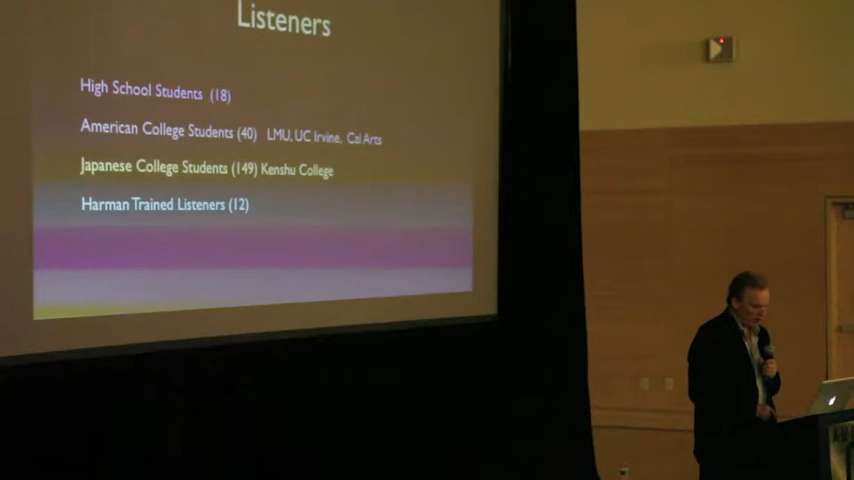 Listeners
High School Students (18)
American College Students (40) LMU, UC Irvine, Cal Arts
Japanese College Students (149) Kenshu College
Harman Trained Listeners (12)